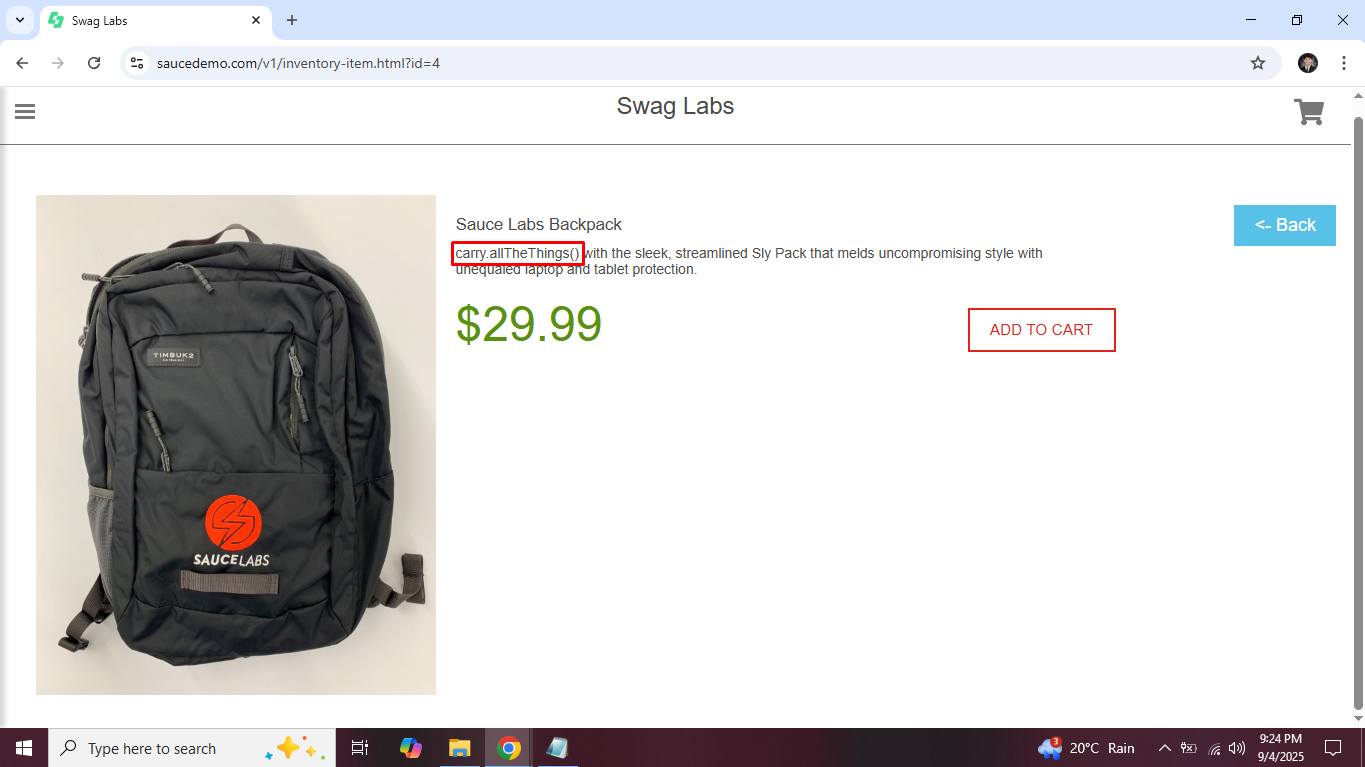 Swag Labs
saucedemo.com/v1/inventory-item.html?id=4
Swag Labs
<- Back
Sauce Labs Backpack
carry.allTheThings() with the sleek, streamlined Sly Pack that melds uncompromising style with
unequaled laptop and tablet protection.
$29.99
ADD TO CART
TIMBUK2
SAN FRANCISCO
SAUCELABS
Type here to search
3
20°C Rain
9:24 PM
9/4/2025